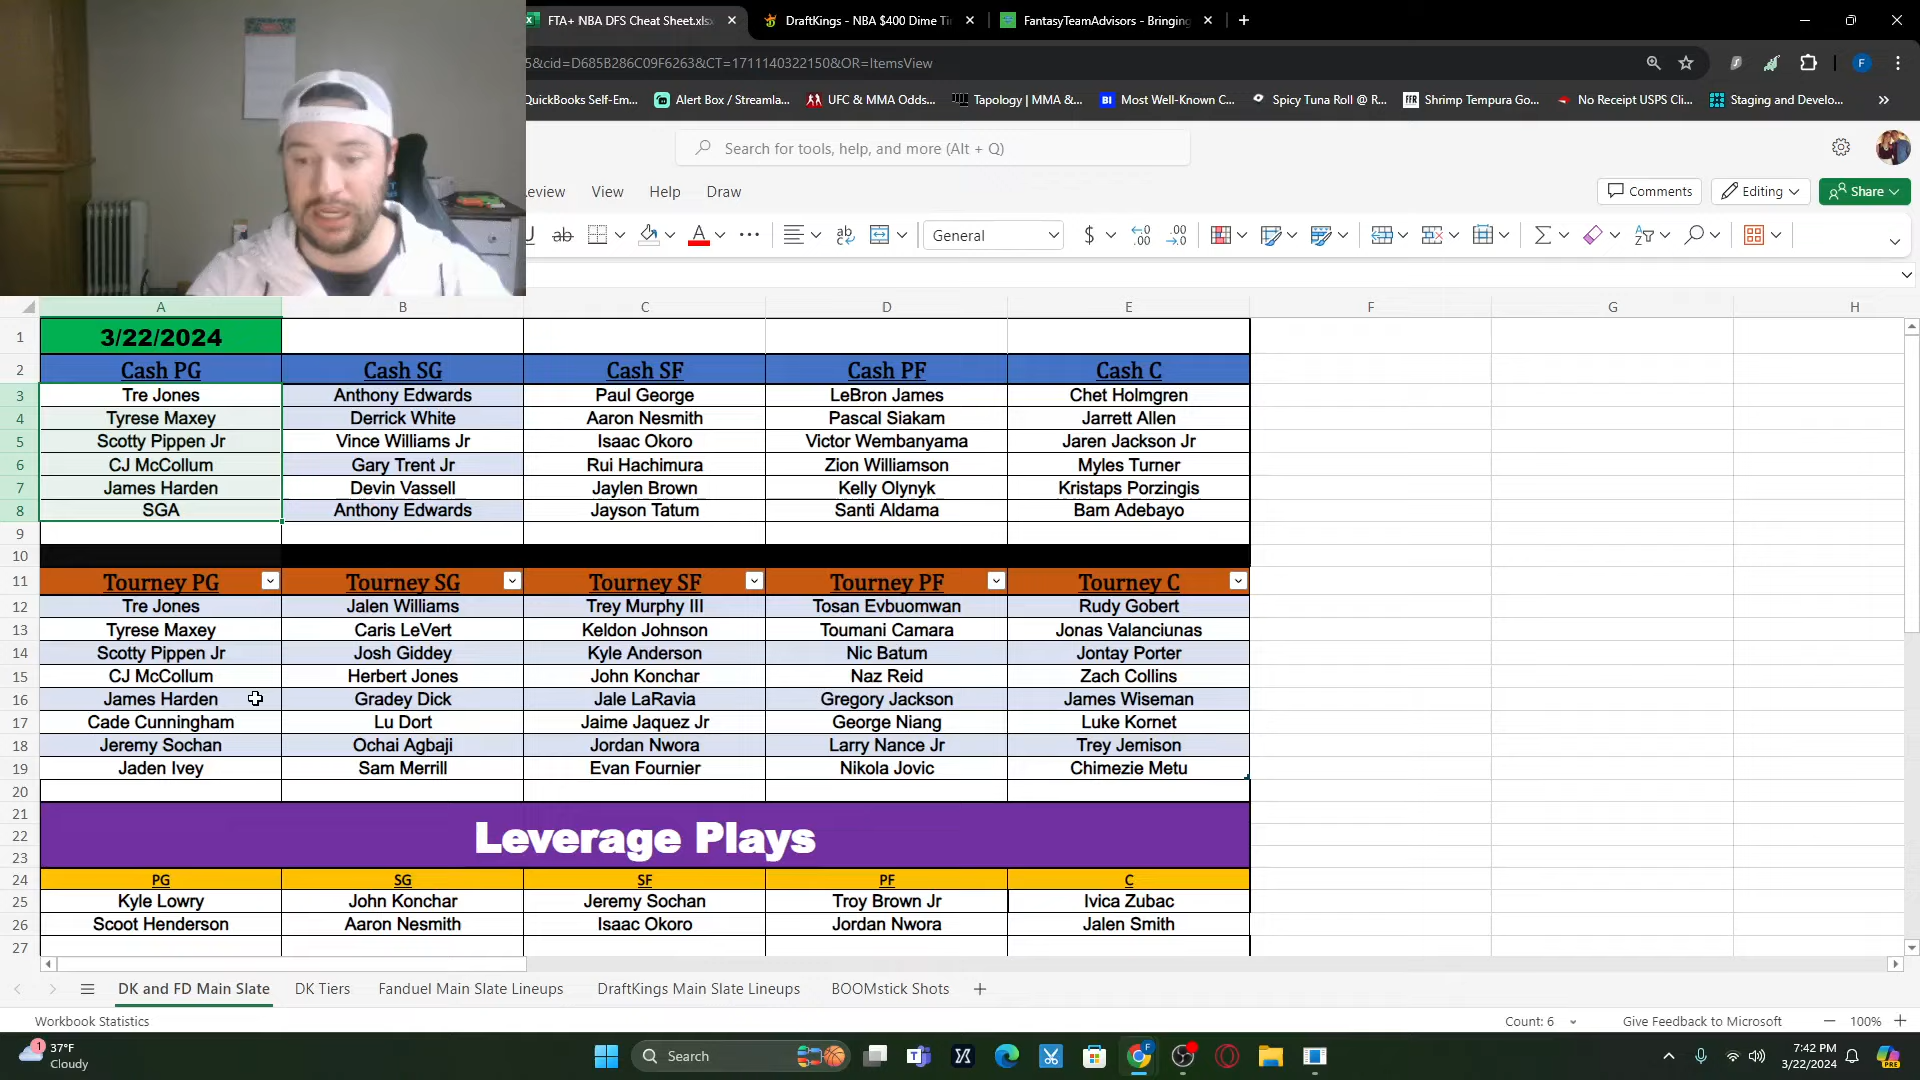 FTA+ NBA DFS Cheat Sheet.xlsx
DraftKings - NBA $400 Dime Ti
FantasyTeamAdvisors - Bringing
5&cid=D685B286C09F6263&CT=1711140322150&OR=ItemsView
F
QuickBooks Self-Em...
Alert Box / Streamla...
UFC & MMA Odds...
Tapology | MMA &...
BI Most Well-Known C...
Spicy Tuna Roll @ R...
FFR Shrimp Tempura Go...
No Receipt USPS Cli...
Staging and Develo...
Search for tools, help, and more (Alt + Q)
eview View Help Draw
Comments Editing Share
U ab A General $
A B C D E F G H
1 3/22/2024
2 Cash PG Cash SG Cash SF Cash PF Cash C
3 Tre Jones Anthony Edwards Paul George LeBron James Chet Holmgren
4 Tyrese Maxey Derrick White Aaron Nesmith Pascal Siakam Jarrett Allen
5 Scotty Pippen Jr Vince Williams Jr Isaac Okoro Victor Wembanyama Jaren Jackson Jr
6 CJ McCollum Gary Trent Jr Rui Hachimura Zion Williamson Myles Turner
7 James Harden Devin Vassell Jaylen Brown Kelly Olynyk Kristaps Porzingis
8 SGA Anthony Edwards Jayson Tatum Santi Aldama Bam Adebayo
9
10
11 Tourney PG Tourney SG Tourney SF Tourney PF Tourney C
12 Tre Jones Jalen Williams Trey Murphy III Tosan Evbuomwan Rudy Gobert
13 Tyrese Maxey Caris LeVert Keldon Johnson Toumani Camara Jonas Valanciunas
14 Scotty Pippen Jr Josh Giddey Kyle Anderson Nic Batum Jontay Porter
15 CJ McCollum Herbert Jones John Konchar Naz Reid Zach Collins
16 James Harden Gradey Dick Jale LaRavia Gregory Jackson James Wiseman
17 Cade Cunningham Lu Dort Jaime Jaquez Jr George Niang Luke Kornet
18 Jeremy Sochan Ochai Agbaji Jordan Nwora Larry Nance Jr Trey Jemison
19 Jaden Ivey Sam Merrill Evan Fournier Nikola Jovic Chimezie Metu
20
21
22 Leverage Plays
23
24 PG SG SF PF C
25 Kyle Lowry John Konchar Jeremy Sochan Troy Brown Jr Ivica Zubac
26 Scoot Henderson Aaron Nesmith Isaac Okoro Jordan Nwora Jalen Smith
27
DK and FD Main Slate DK Tiers Fanduel Main Slate Lineups DraftKings Main Slate Lineups BOOMstick Shots
Workbook Statistics Count: 6 Give Feedback to Microsoft 100%
1 37°F
Cloudy
Search
7:42 PM
3/22/2024
PRE